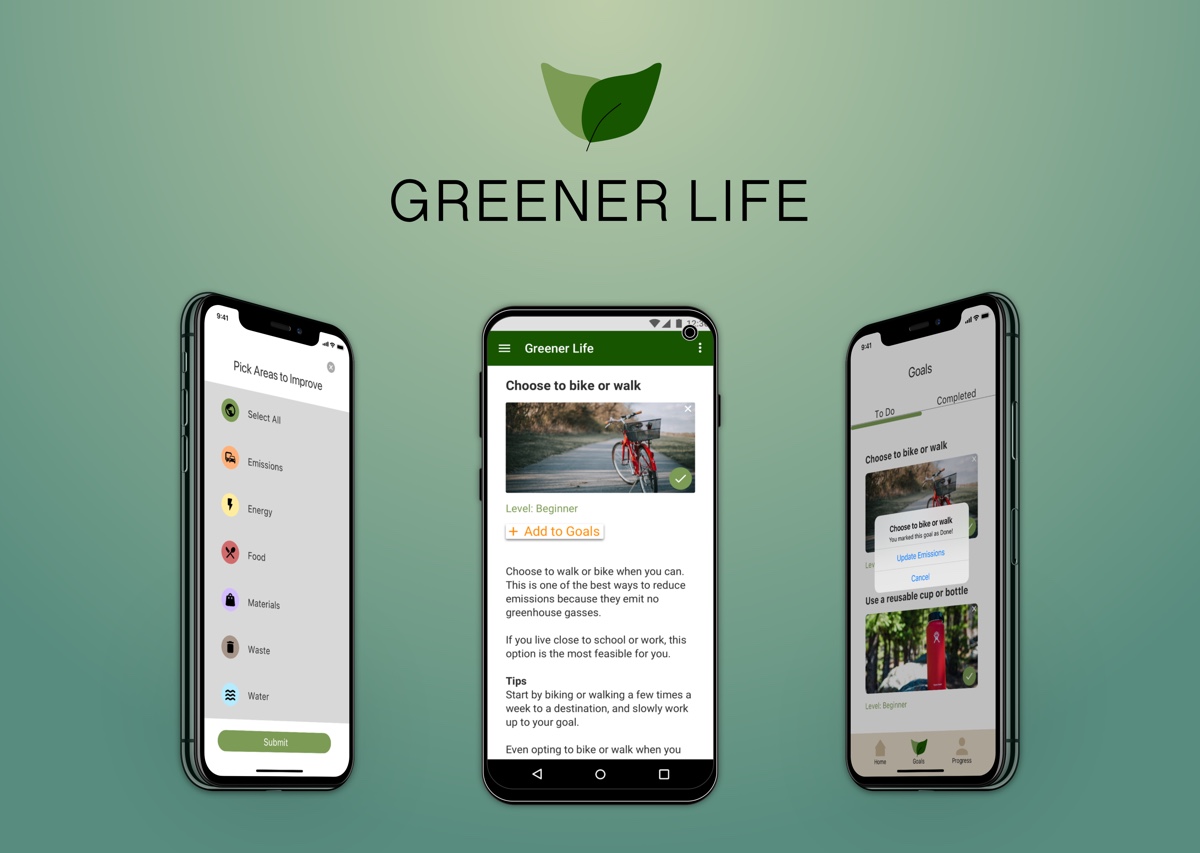 GREENER LIFE
9:41
Pick Areas to Improve
Select All
Emissions
Energy
Food
Materials
Waste
Water
Submit
Greener Life
Choose to bike or walk
Level: Beginner
+ Add to Goals
Choose to walk or bike when you can.
This is one of the best ways to reduce
emissions because they emit no
greenhouse gasses.
If you live close to school or work, this
option is the most feasible for you.
Tips
Start by biking or walking a few times a
week to a destination, and slowly work
up to your goal.
Even opting to bike or walk when you
9:41
Goals
To Do
Completed
Choose to bike or walk
Choose to bike or walk
You marked this goal as Done!
Update Emissions
Cancel
Use a reusable cup or bottle
Level: Beginner
Home
Goals
Progress